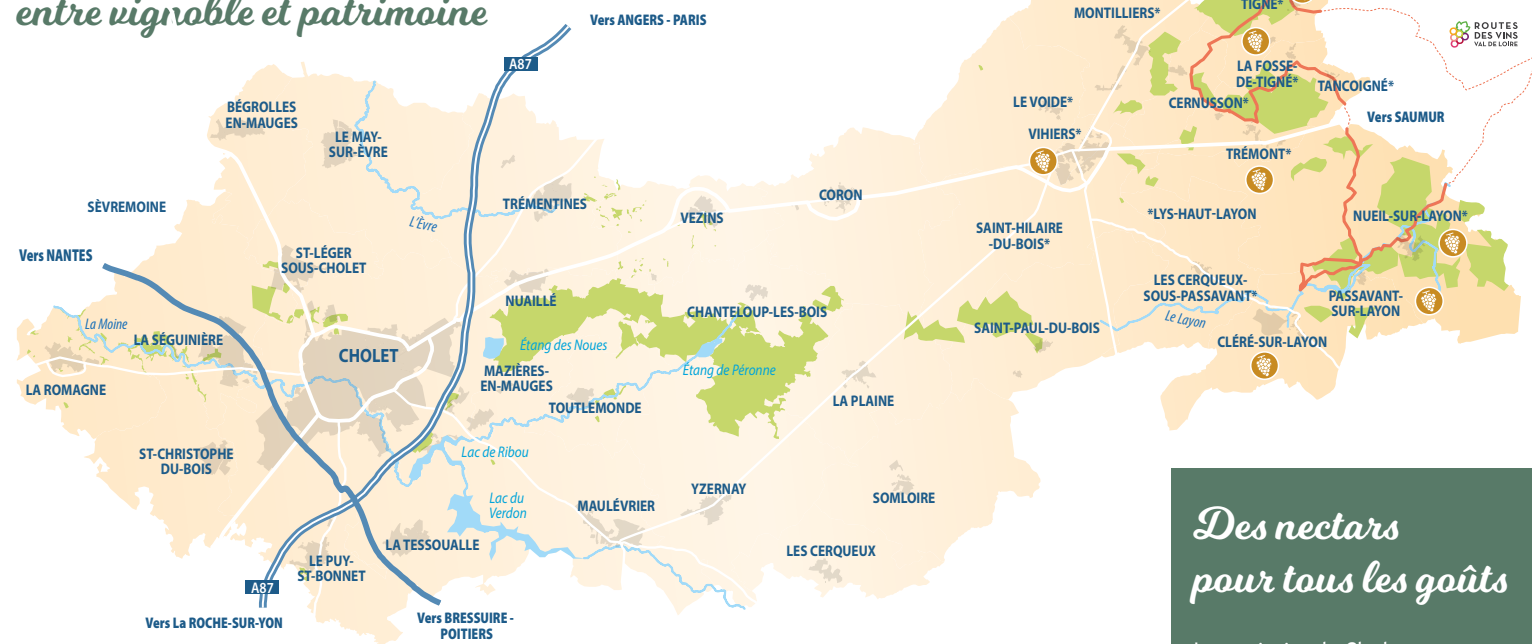 entre vignoble et patrimoine
Vers ANGERS - PARIS
A87
MONTILLIERS*
TIGNÉ*
ROUTES
DES VINS
VAL DE LOIRE
LA FOSSE-
DE-TIGNÉ*
TANCOIGNÉ*
CERNUSSON*
LE VOIDE*
Vers SAUMUR
BÉGROLLES
EN-MAUGES
LE MAY-
SUR-ÈVRE
VIHIERS*
TRÉMONT*
SÈVREMOINE
TRÉMENTINES
L'Èvre
VEZINS
CORON
*LYS-HAUT-LAYON
NUEIL-SUR-LAYON*
SAINT-HILAIRE
-DU-BOIS*
Vers NANTES
ST-LÉGER
SOUS-CHOLET
LES CERQUEUX-
SOUS-PASSAVANT*
Le Layon
PASSAVANT-
SUR-LAYON
NUAILLÉ
CHANTELOUP-LES-BOIS
SAINT-PAUL-DU-BOIS
CLÉRÉ-SUR-LAYON
La Moine
LA SÉGUINIÈRE
CHOLET
Étang des Noues
Étang de Péronne
MAZIÈRES-
EN-MAUGES
LA ROMAGNE
TOUTLEMONDE
LA PLAINE
ST-CHRISTOPHE
DU-BOIS
Lac de Ribou
Lac du
Verdon
MAULÉVRIER
YZERNAY
SOMLOIRE
LA TESSOUALLE
LES CERQUEUX
LE PUY-
ST-BONNET
A87
Vers La ROCHE-SUR-YON
Vers BRESSUIRE -
POITIERS
Des nectars
pour tous les goûts